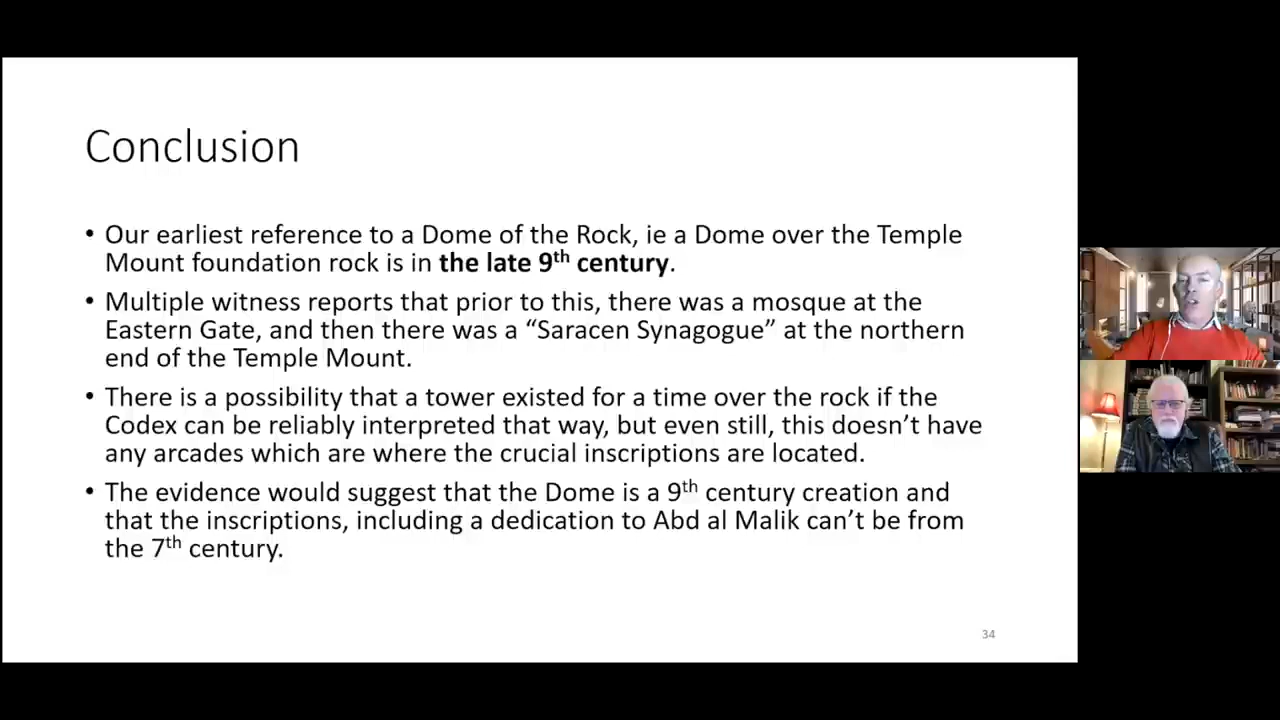 Conclusion
• Our earliest reference to a Dome of the Rock, ie a Dome over the Temple
Mount foundation rock is in the late 9th century.
• Multiple witness reports that prior to this, there was a mosque at the
Eastern Gate, and then there was a “Saracen Synagogue” at the northern
end of the Temple Mount.
• There is a possibility that a tower existed for a time over the rock if the
Codex can be reliably interpreted that way, but even still, this doesn’t have
any arcades which are where the crucial inscriptions are located.
• The evidence would suggest that the Dome is a 9th century creation and
that the inscriptions, including a dedication to Abd al Malik can’t be from
the 7th century.
34